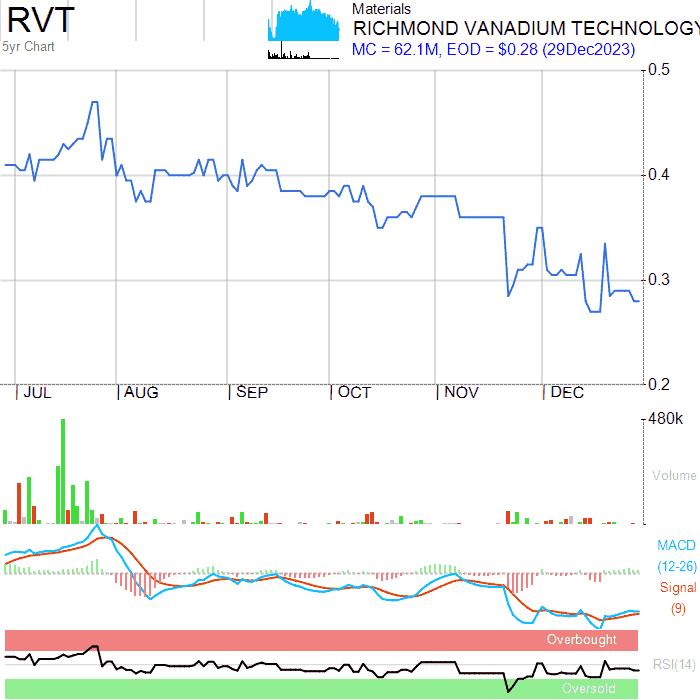 RVT
5yr Chart
Materials
RICHMOND VANADIUM TECHNOLOGY
MC = 62.1M, EOD = $0.28 (29Dec2023)
0.5
0.4
0.3
0.2
JUL AUG SEP OCT NOV DEC
480k
Volume
MACD
(12-26)
Signal
(9)
Overbought
RSI(14)
Oversold